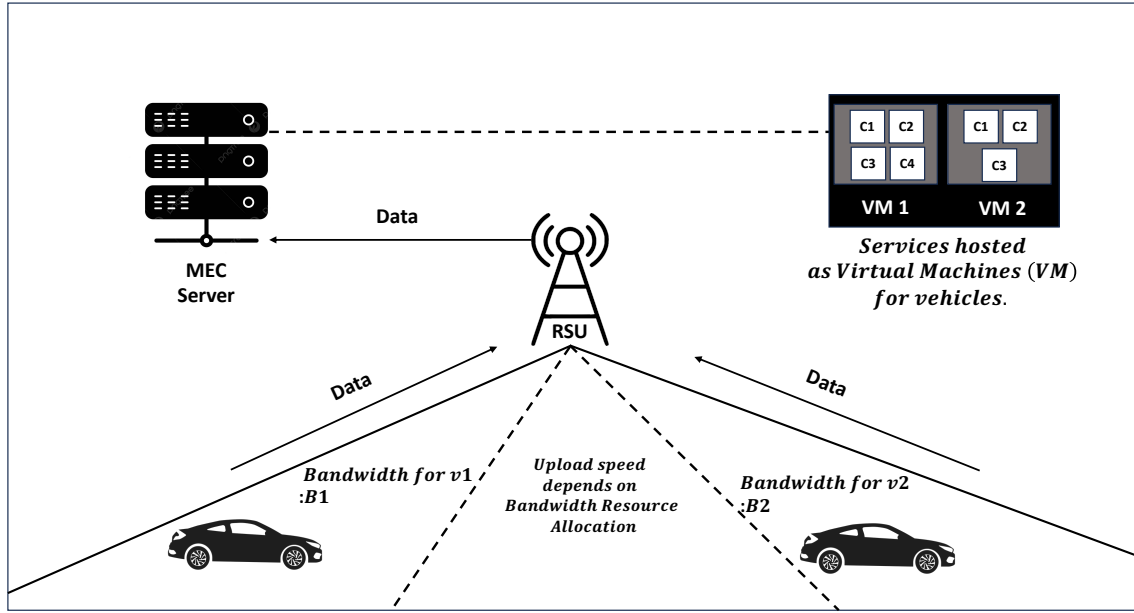 C1 C2 C1 C2
C3 C4 C3
VM 1 VM 2
Services hosted
as Virtual Machines (VM)
for vehicles.
Data
MEC
Server
RSU
Data
Data
Bandwidth for v1
:B1
Upload speed
depends on
Bandwidth Resource
Allocation
Bandwidth for v2
:B2